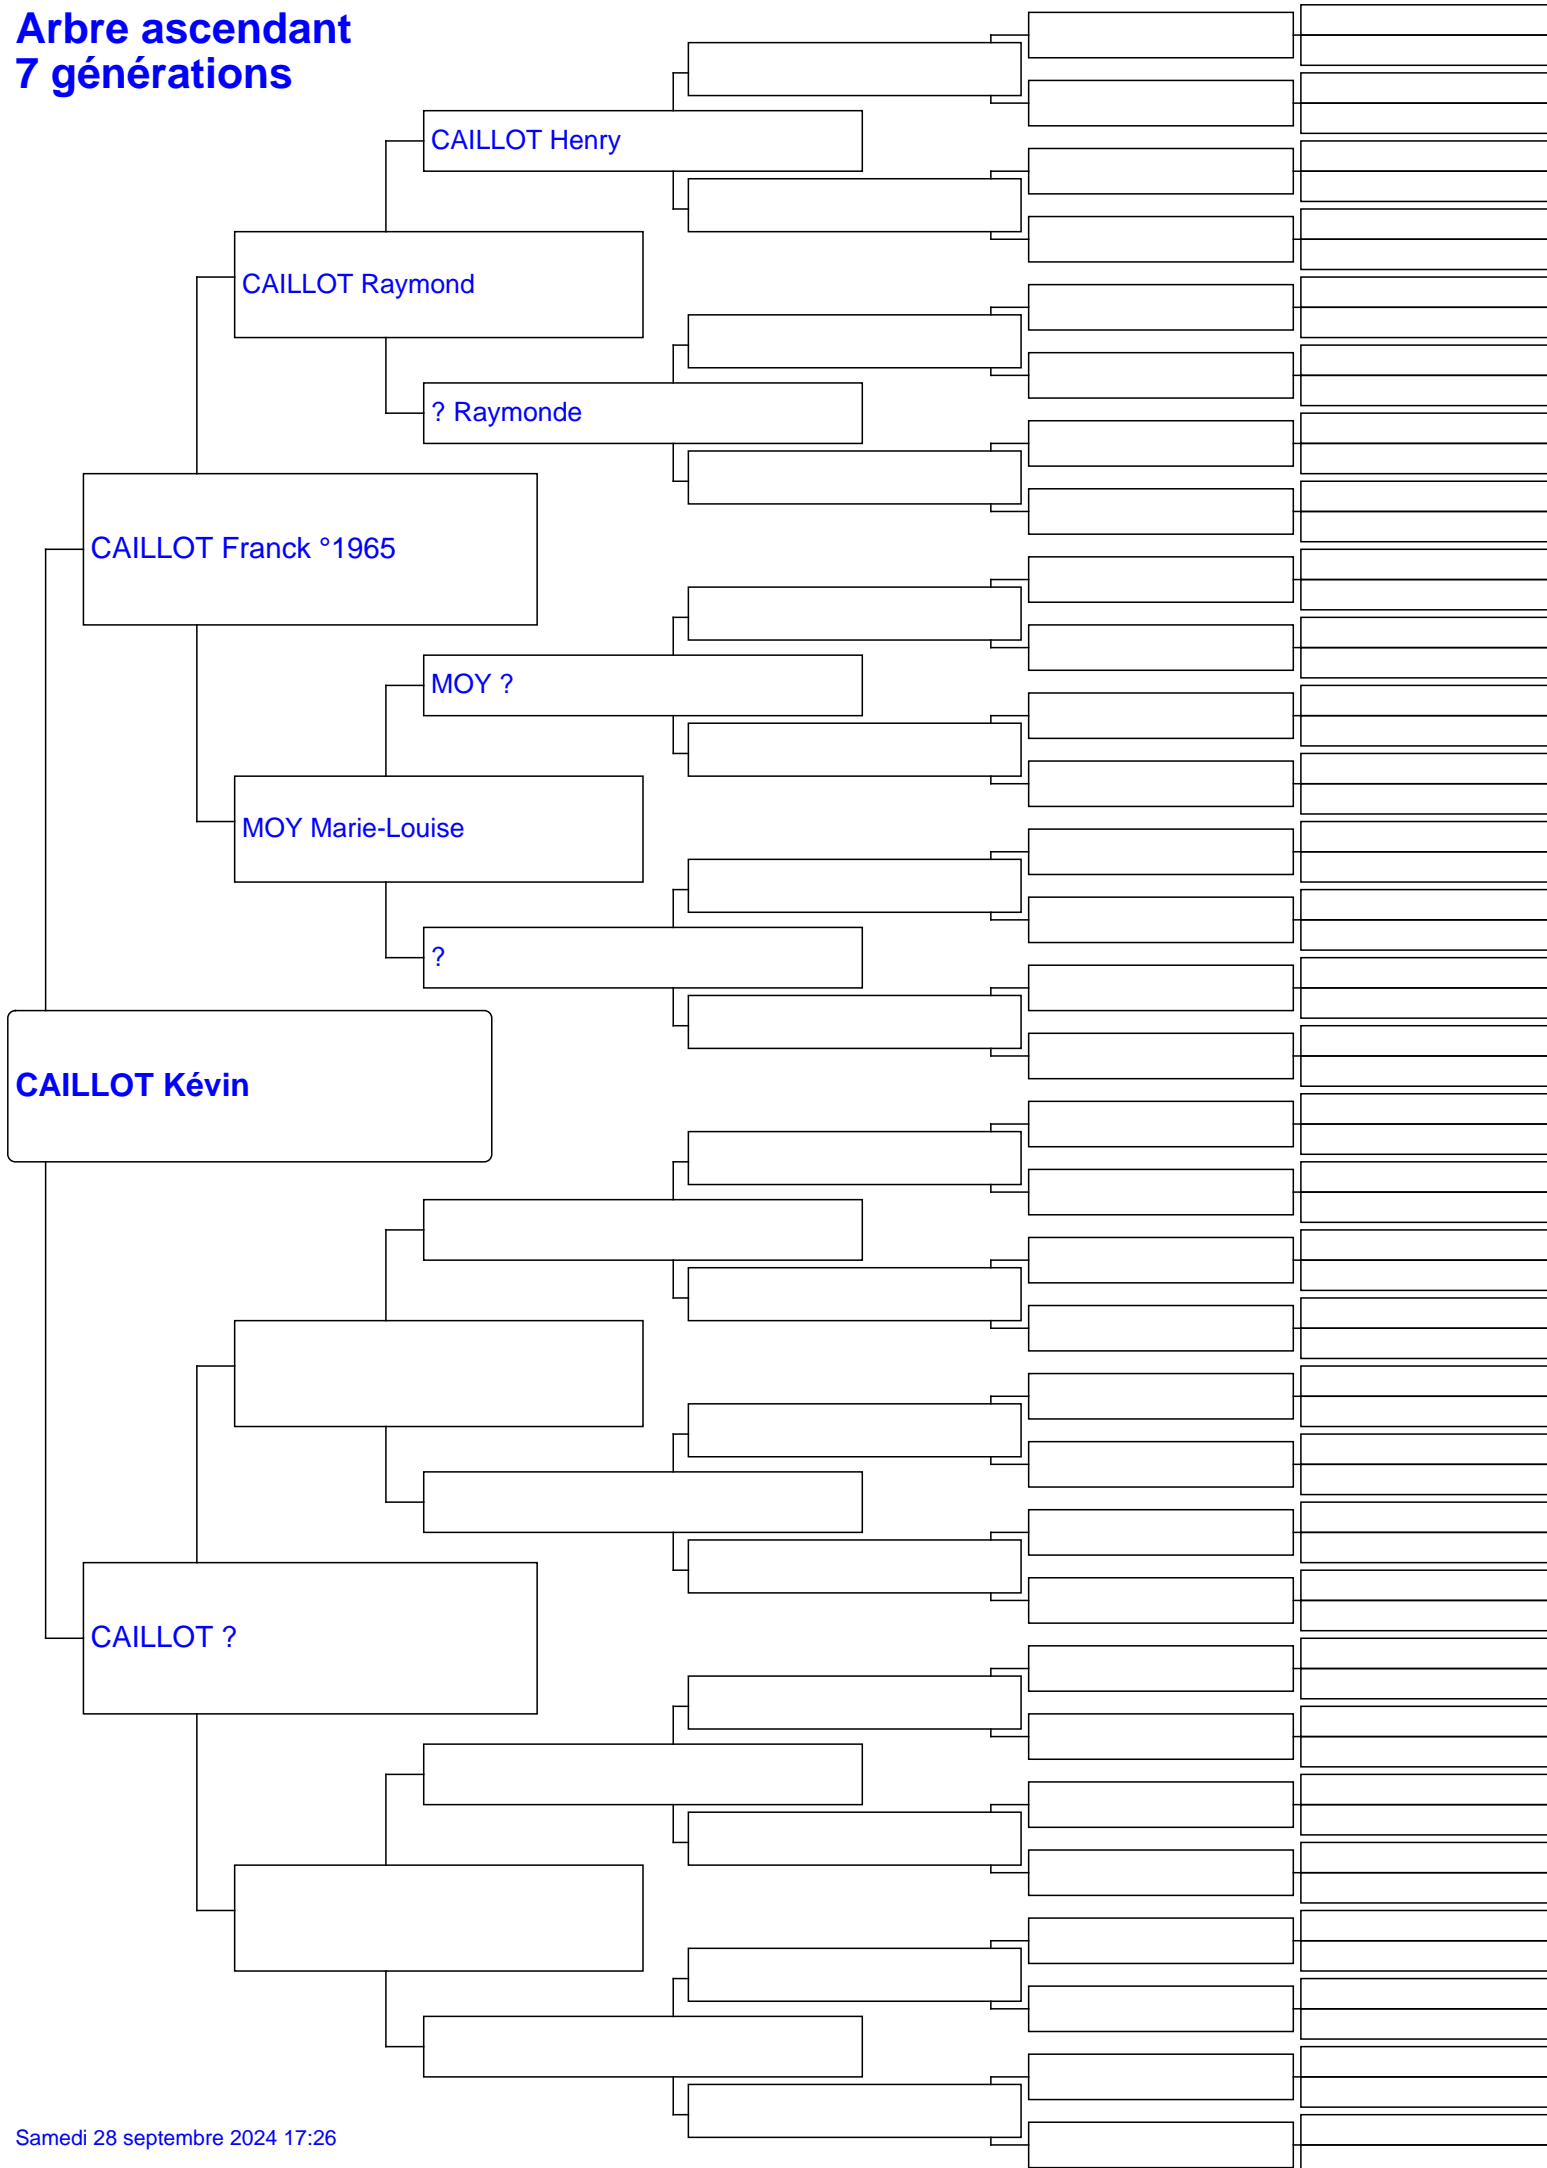 Arbre ascendant
7 générations
CAILLOT Henry
CAILLOT Raymond
? Raymonde
CAILLOT Franck °1965
MOY ?
MOY Marie-Louise
?
CAILLOT Kévin
CAILLOT ?
Samedi 28 septembre 2024 17:26